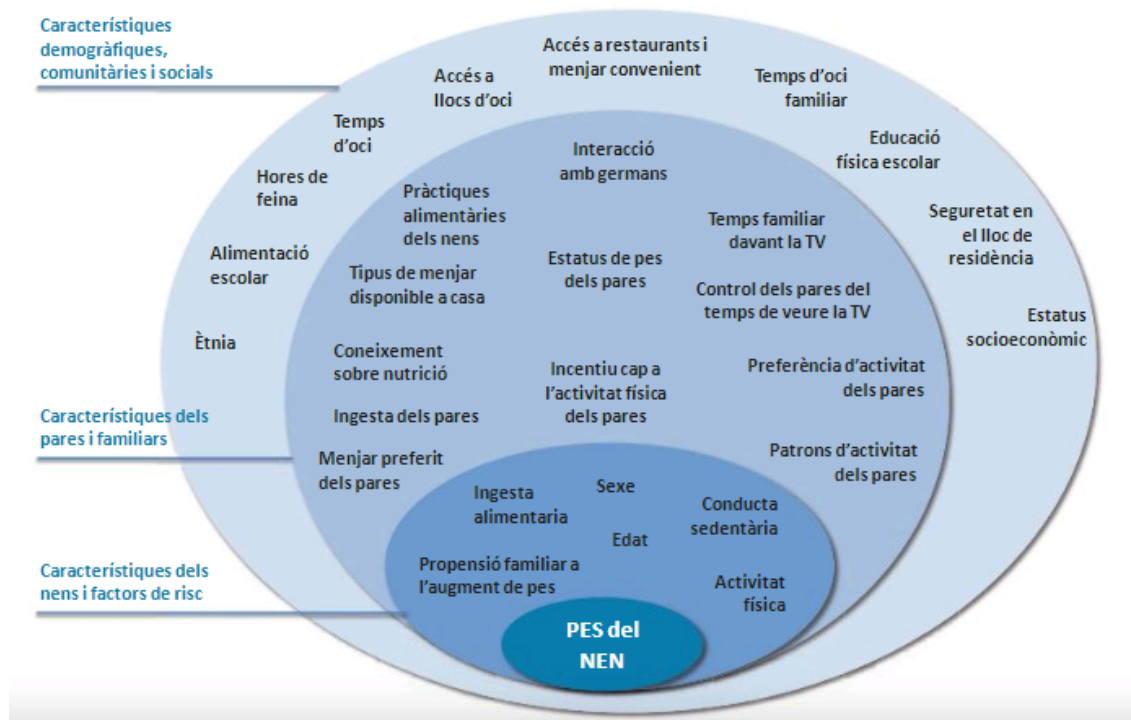 Característiques
demogràfiques,
comunitàries i socials
Accés a restaurants i
menjar convenient
Accés a
llocs d'oci
Temps d'oci
familiar
Temps
d'oci
Educació
física escolar
Hores de
feina
Seguretat en
el lloc de
residència
Alimentació
escolar
Estatus
socioeconòmic
Ètnia
Interacció
amb germans
Pràctiques
alimentàries
dels nens
Temps familiar
davant la TV
Estatus de pes
dels pares
Tipus de menjar
disponible a casa
Control dels pares del
temps de veure la TV
Coneixement
sobre nutrició
Incentiu cap a
l'activitat física
dels pares
Preferència d'activitat
dels pares
Característiques dels
pares i familiars
Ingesta dels pares
Menjar preferit
dels pares
Patrons d'activitat
dels pares
Ingesta
alimentaria
Sexe
Conducta
sedentària
Edat
Característiques dels
nens i factors de risc
Propensió familiar a
l'augment de pes
Activitat
física
PES del
NEN